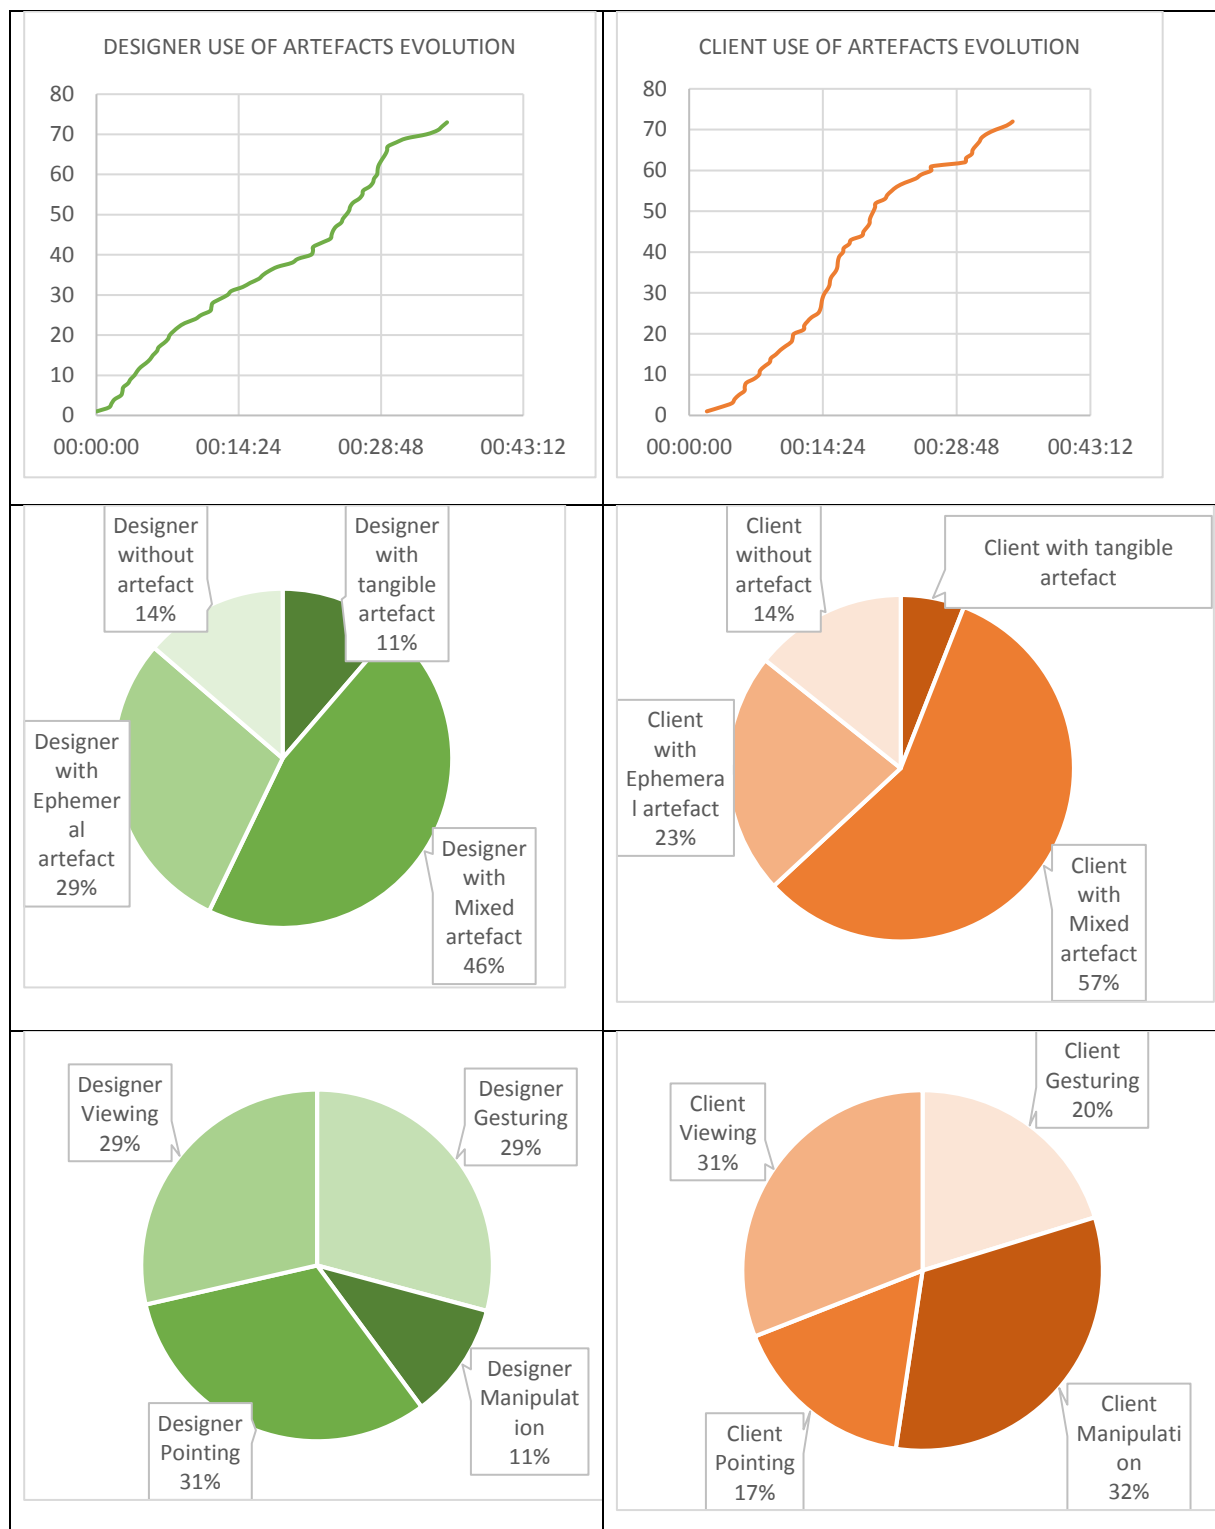 DESIGNER USE OF ARTEFACTS EVOLUTION
80
70
60
50
40
30
20
10
0
00:00:00 00:14:24 00:28:48 00:43:12
CLIENT USE OF ARTEFACTS EVOLUTION
80
70
60
50
40
30
20
10
0
00:00:00 00:14:24 00:28:48 00:43:12
Designer
without
artefact
14%
Designer
with
tangible
artefact
11%
Designer
with
Ephemer
al
artefact
29%
Designer
with
Mixed
artefact
46%
Client
without
artefact
14%
Client with tangible
artefact
Client
with
Ephemera
l artefact
23%
Client
with
Mixed
artefact
57%
Designer
Viewing
29%
Designer
Gesturing
29%
Designer
Pointing
31%
Designer
Manipulat
ion
11%
Client
Viewing
31%
Client
Gesturing
20%
Client
Pointing
17%
Client
Manipulati
on
32%